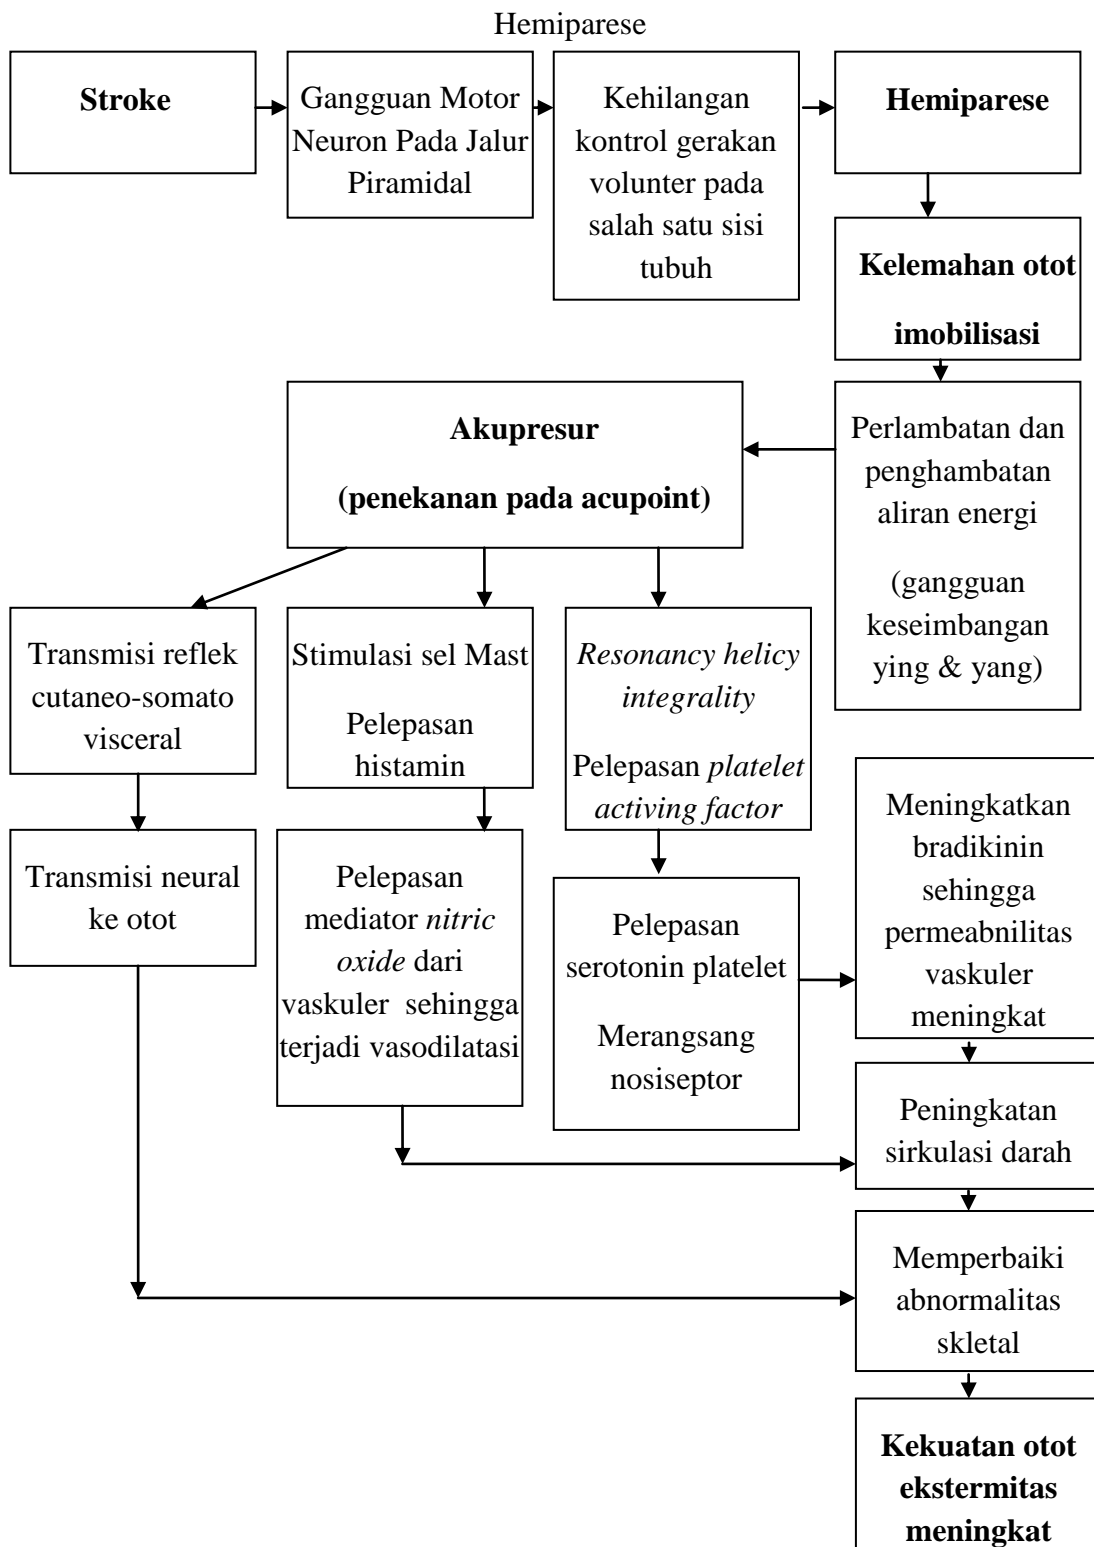 Hemiparese
Stroke
Gangguan Motor
Neuron Pada Jalur
Piramidal
Kehilangan
kontrol gerakan
volunter pada
salah satu sisi
tubuh
Hemiparese
Kelemahan otot
imobilisasi
Perlambatan dan
penghambatan
aliran energi
(gangguan
keseimbangan
ying & yang)
Akupresur
(penekanan pada acupoint)
Transmisi reflek
cutaneo-somato
visceral
Stimulasi sel Mast
Pelepasan
histamin
Resonancy helicy
integrality
Pelepasan platelet
activing factor
Transmisi neural
ke otot
Pelepasan
mediator nitric
oxide dari
vaskuler sehingga
terjadi vasodilatasi
Pelepasan
serotonin platelet
Merangsang
nosiseptor
Meningkatkan
bradikinin
sehingga
permeabnilitas
vaskuler
meningkat
Peningkatan
sirkulasi darah
Memperbaiki
abnormalitas
skletal
Kekuatan otot
ekstermitas
meningkat